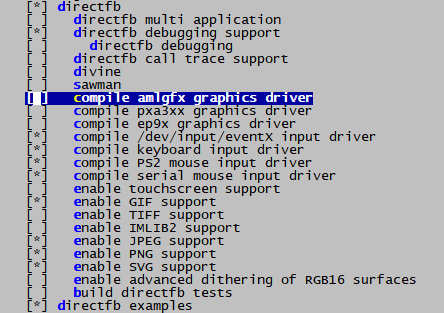 [*] directfb
[ ] directfb multi application
[*] directfb debugging support
[ ] directfb debugging
[ ] directfb call trace support
[ ] divine
[ ] sawman
[ ] compile amlgfx graphics driver
[ ] compile pxa3xx graphics driver
[ ] compile ep9x graphics driver
[*] compile /dev/input/eventX input driver
[*] compile keyboard input driver
[*] compile PS2 mouse input driver
[*] compile serial mouse input driver
[ ] enable touchscreen support
[*] enable GIF support
[ ] enable TIFF support
[ ] enable IMLIB2 support
[*] enable JPEG support
[*] enable PNG support
[*] enable SVG support
[ ] enable advanced dithering of RGB16 surfaces
[ ] build directfb tests
[*] directfb examples